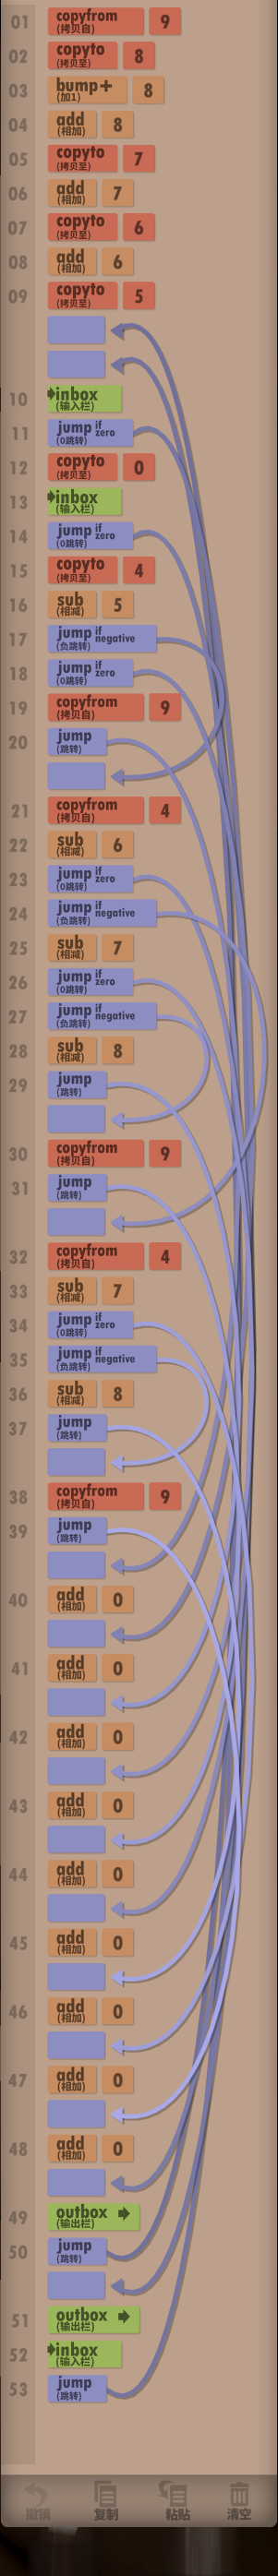 01 copyfrom (拷贝自) 9
02 copyto (拷贝至) 8
03 bump+ (加1) 8
04 add (相加) 8
05 copyto (拷贝至) 7
06 add (相加) 7
07 copyto (拷贝至) 6
08 add (相加) 6
09 copyto (拷贝至) 5
10 inbox (输入栏)
11 jump if zero (0跳转)
12 copyto (拷贝至) 0
13 inbox (输入栏)
14 jump if zero (0跳转)
15 copyto (拷贝至) 4
16 sub (相减) 5
17 jump if negative (负跳转)
18 jump if zero (0跳转)
19 copyfrom (拷贝自) 9
20 jump (跳转)
21 copyfrom (拷贝自) 4
22 sub (相减) 6
23 jump if zero (0跳转)
24 jump if negative (负跳转)
25 sub (相减) 7
26 jump if zero (0跳转)
27 jump if negative (负跳转)
28 sub (相减) 8
29 jump (跳转)
30 copyfrom (拷贝自) 9
31 jump (跳转)
32 copyfrom (拷贝自) 4
33 sub (相减) 7
34 jump if zero (0跳转)
35 jump if negative (负跳转)
36 sub (相减) 8
37 jump (跳转)
38 copyfrom (拷贝自) 9
39 jump (跳转)
40 add (相加) 0
41 add (相加) 0
42 add (相加) 0
43 add (相加) 0
44 add (相加) 0
45 add (相加) 0
46 add (相加) 0
47 add (相加) 0
48 add (相加) 0
49 outbox (输出栏)
50 jump (跳转)
51 outbox (输出栏)
52 inbox (输入栏)
53 jump (跳转)
撤销 复制 粘贴 清空